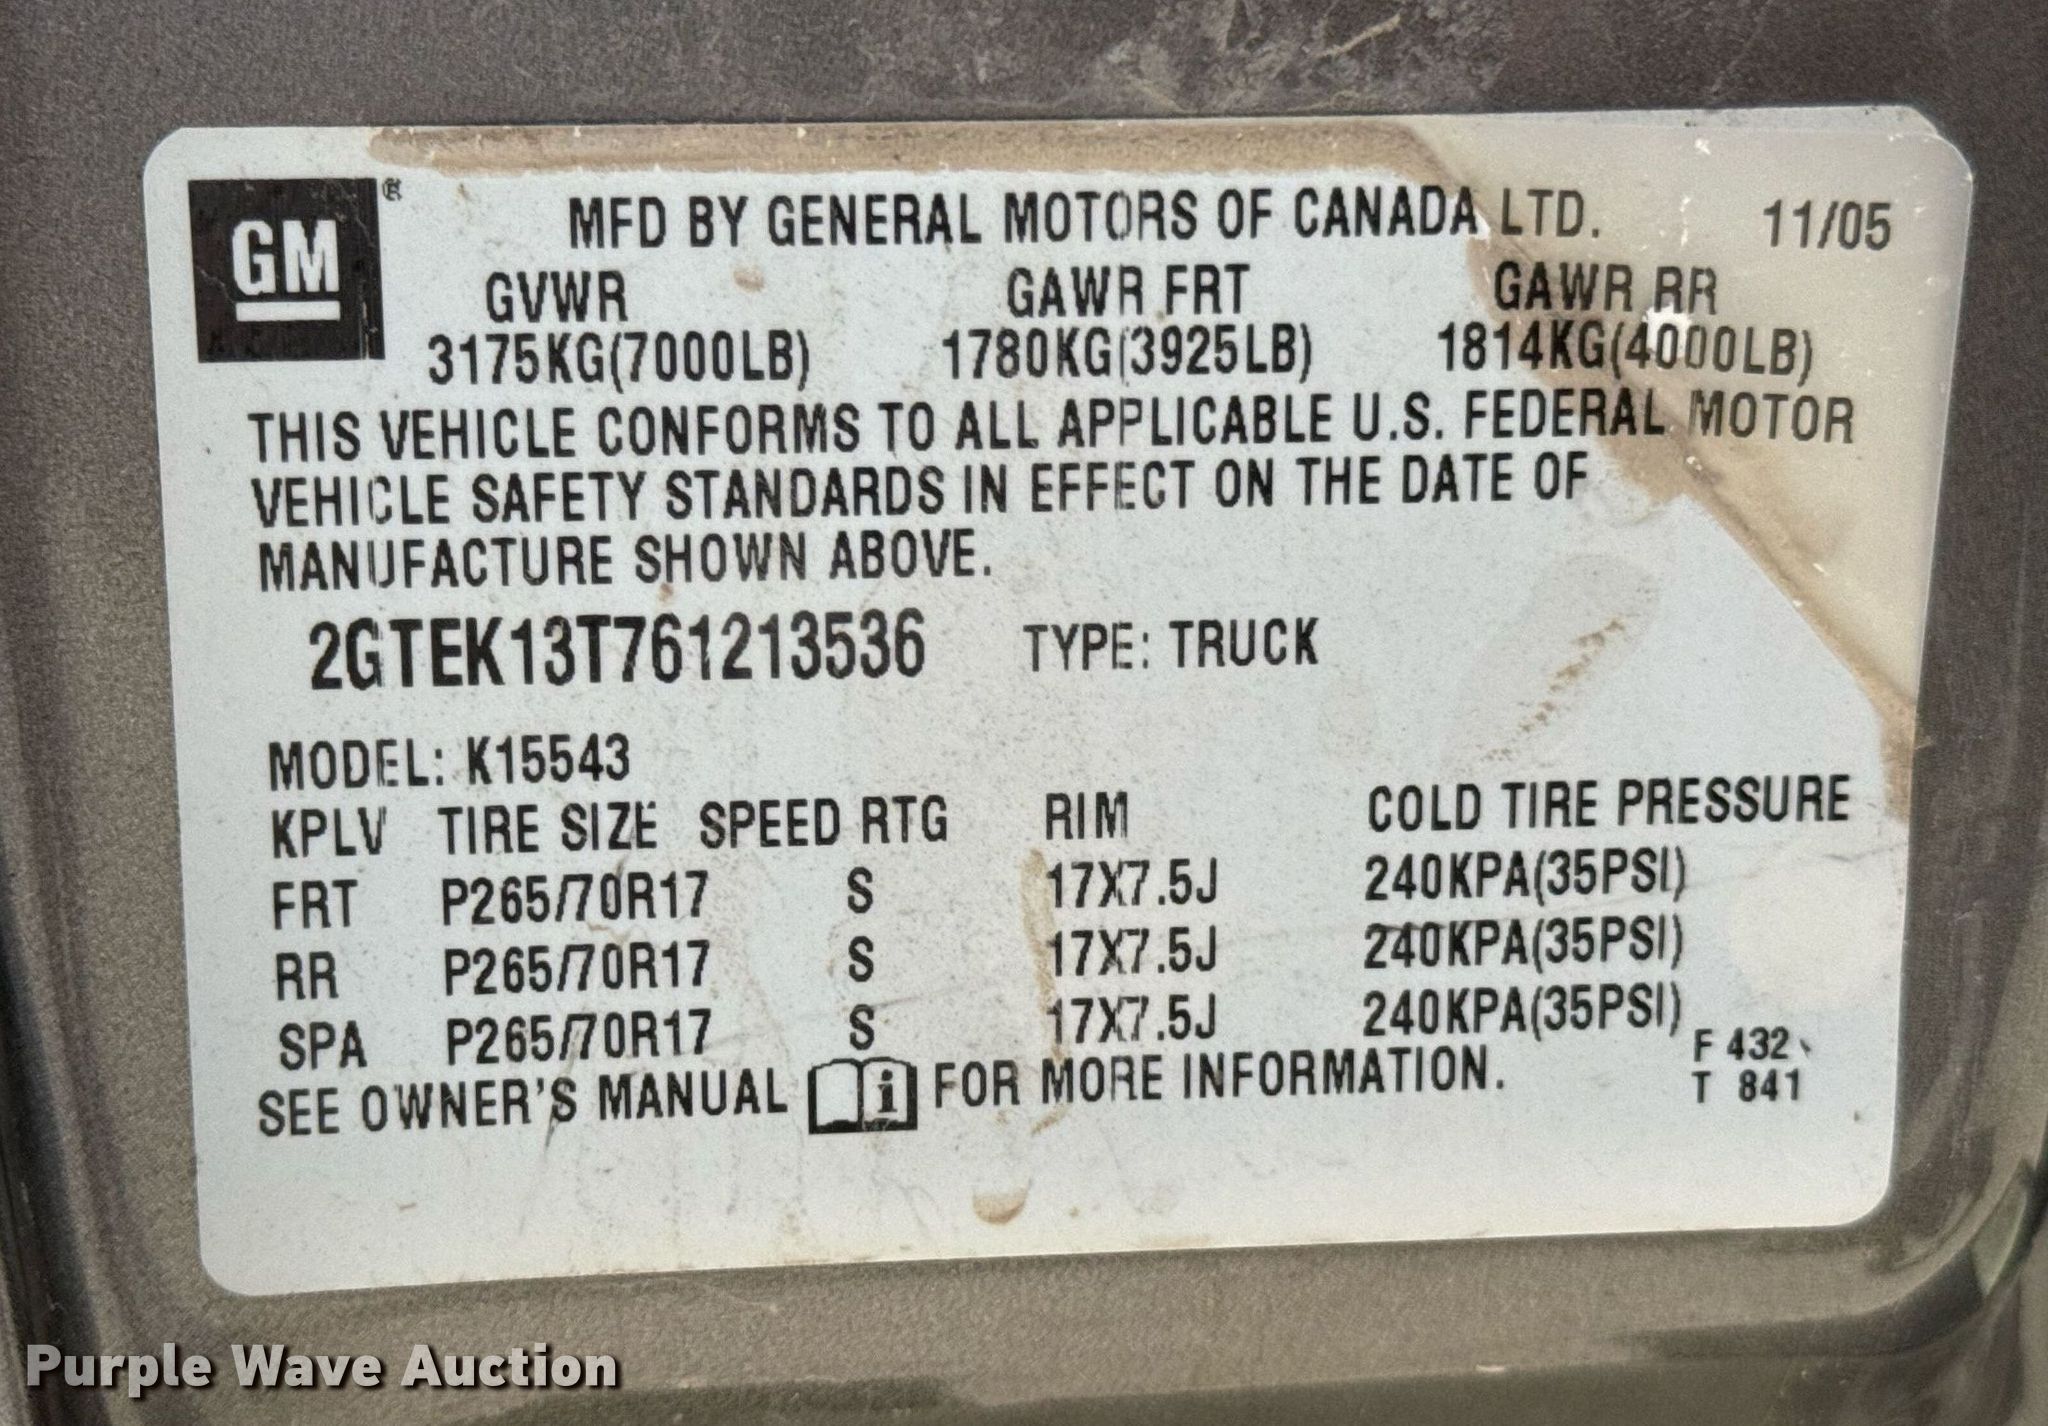 GM ®
MFD BY GENERAL MOTORS OF CANADA LTD. 11/05
GVWR GAWR FRT GAWR RR
3175KG(7000LB) 1780KG(3925LB) 1814KG(4000LB)
THIS VEHICLE CONFORMS TO ALL APPLICABLE U.S. FEDERAL MOTOR
VEHICLE SAFETY STANDARDS IN EFFECT ON THE DATE OF
MANUFACTURE SHOWN ABOVE.
2GTEK13T761213536 TYPE: TRUCK
MODEL: K15543
KPLV TIRE SIZE SPEED RTG RIM COLD TIRE PRESSURE
FRT P265/70R17 S 17X7.5J 240KPA(35PSI)
RR P265/70R17 S 17X7.5J 240KPA(35PSI)
SPA P265/70R17 S 17X7.5J 240KPA(35PSI)
SEE OWNER'S MANUAL i FOR MORE INFORMATION.
F 432
T 841
Purple Wave Auction